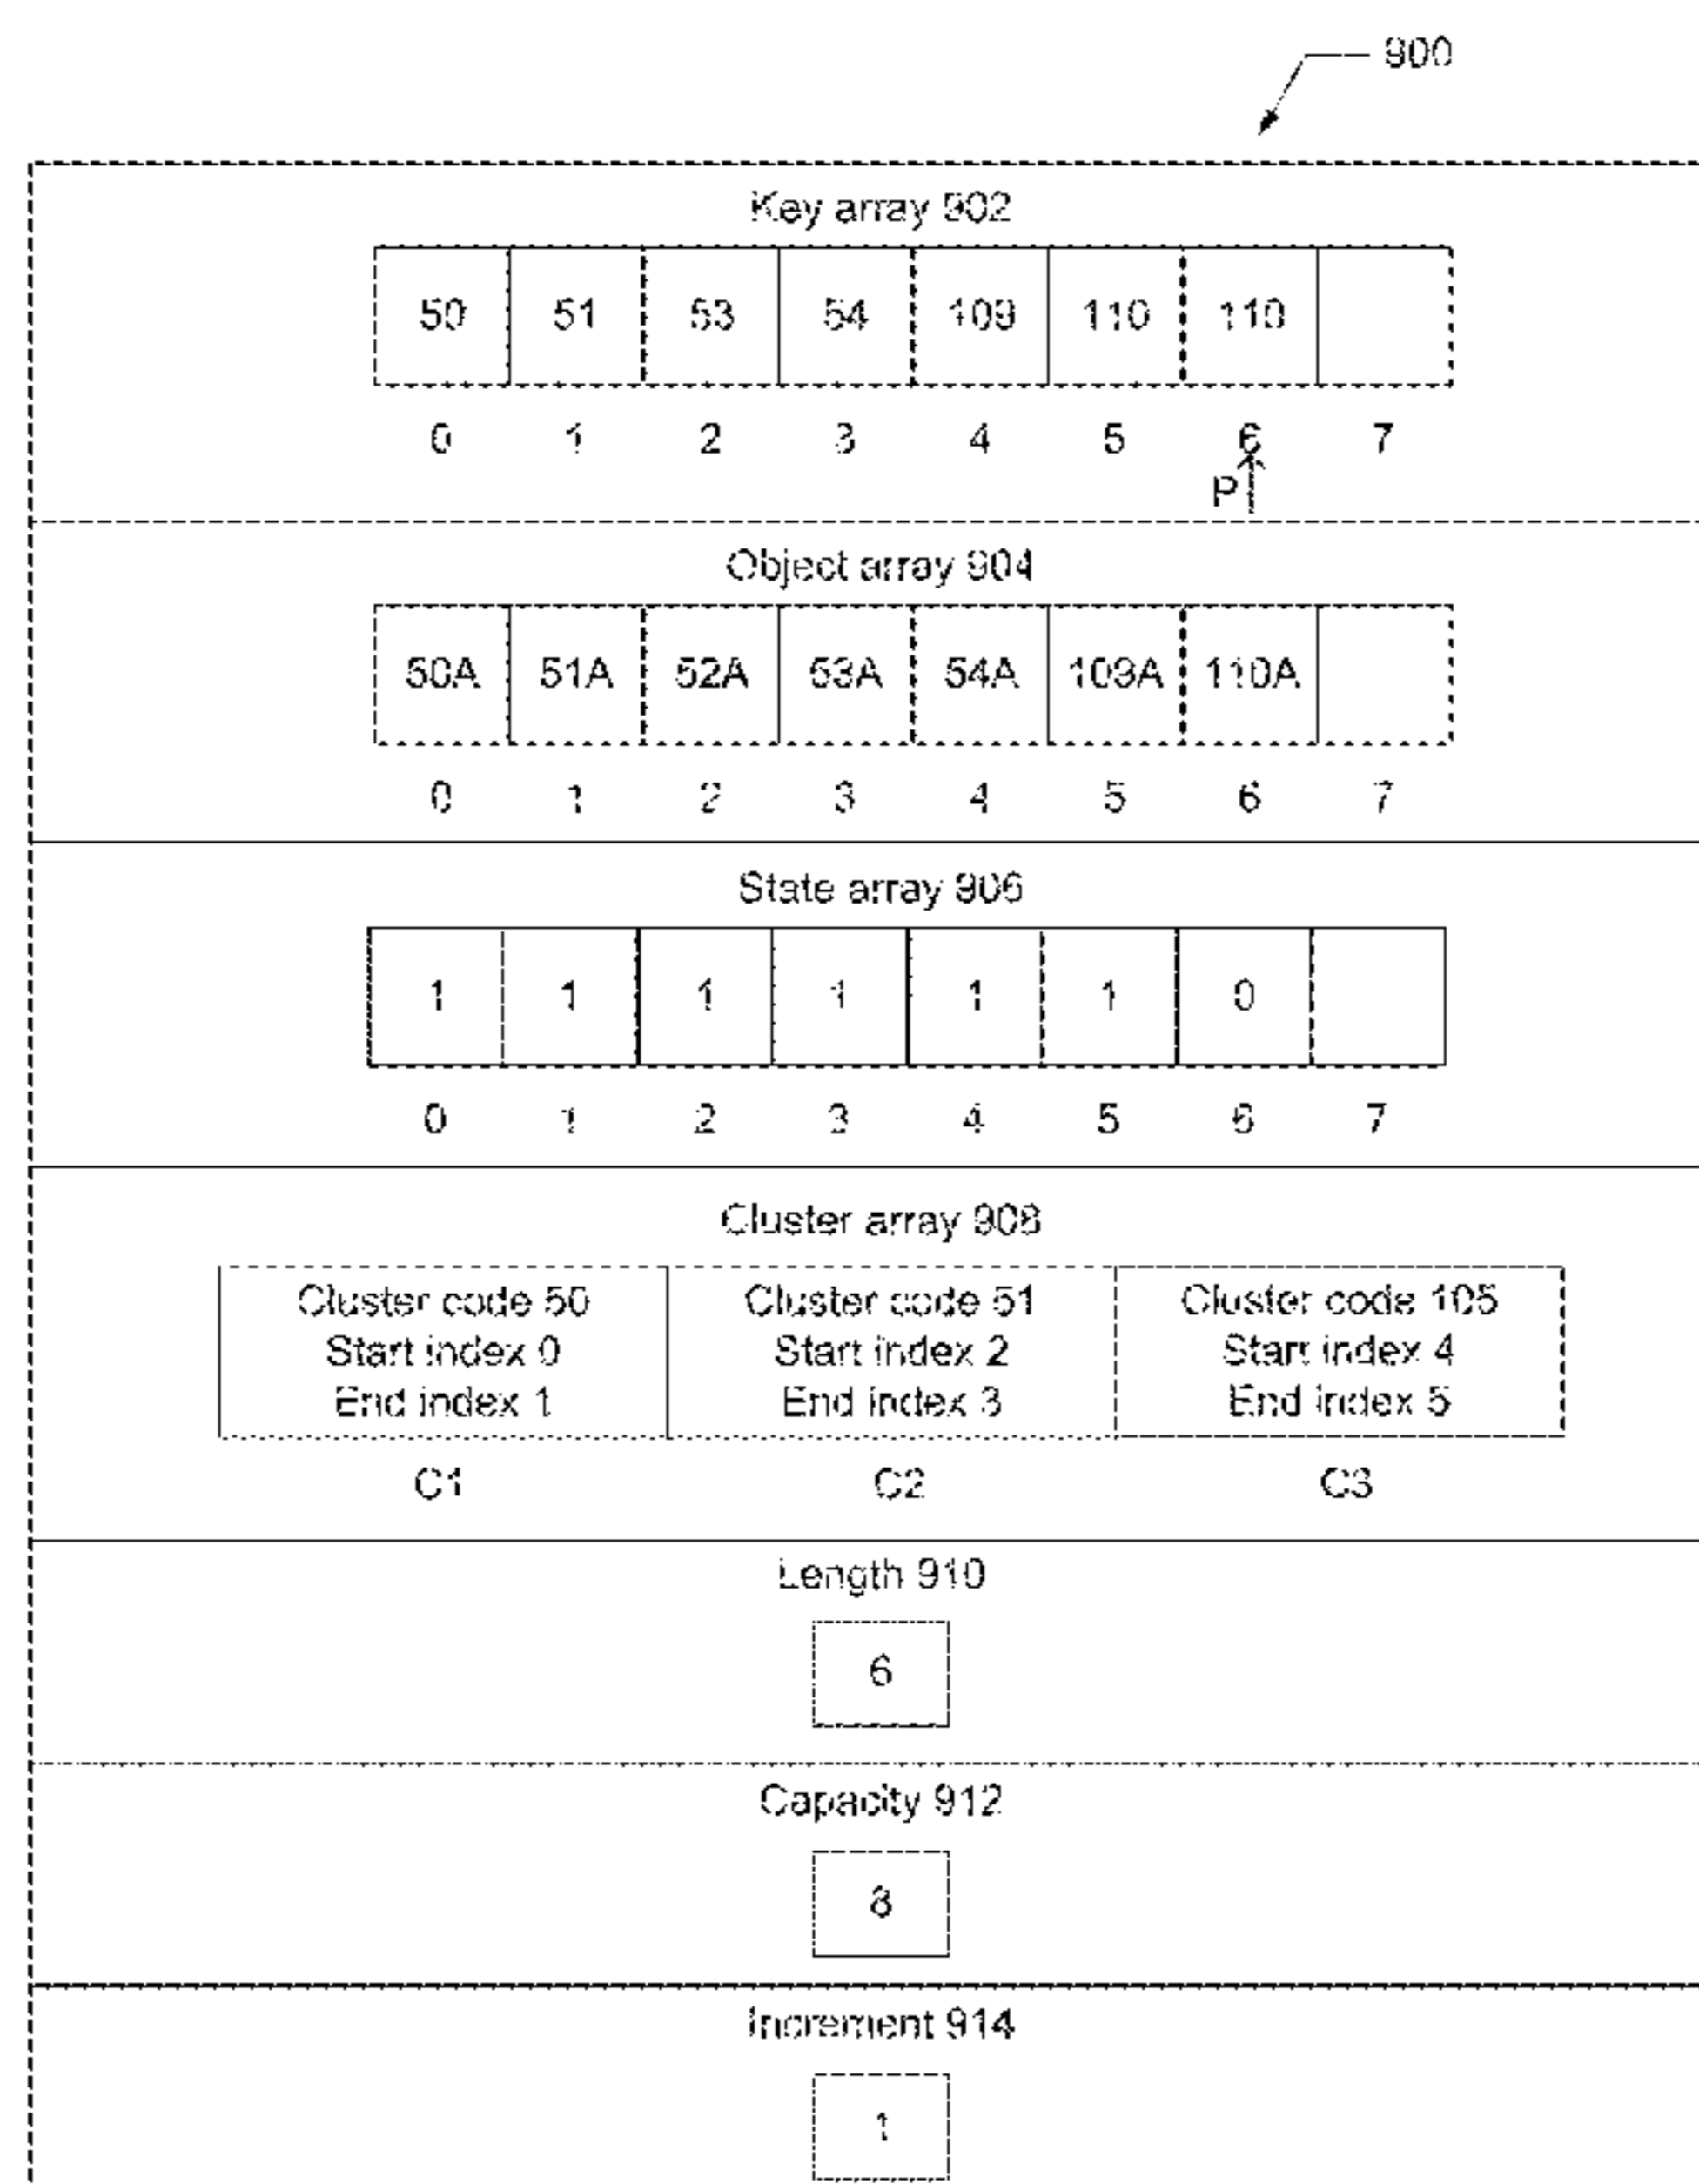 900
Key array 902
50 51 53 54 109 110 110
0 1 2 3 4 5 6 7
P
Object array 904
50A 51A 52A 53A 54A 109A 110A
0 1 2 3 4 5 6 7
State array 906
1 1 1 1 1 1 0
0 1 2 3 4 5 6 7
Cluster array 908
Cluster code 50 Cluster code 51 Cluster code 105
Start index 0 Start index 2 Start index 4
End index 1 End index 3 End index 5
C1 C2 C3
Length 910
6
Capacity 912
8
Increment 914
1